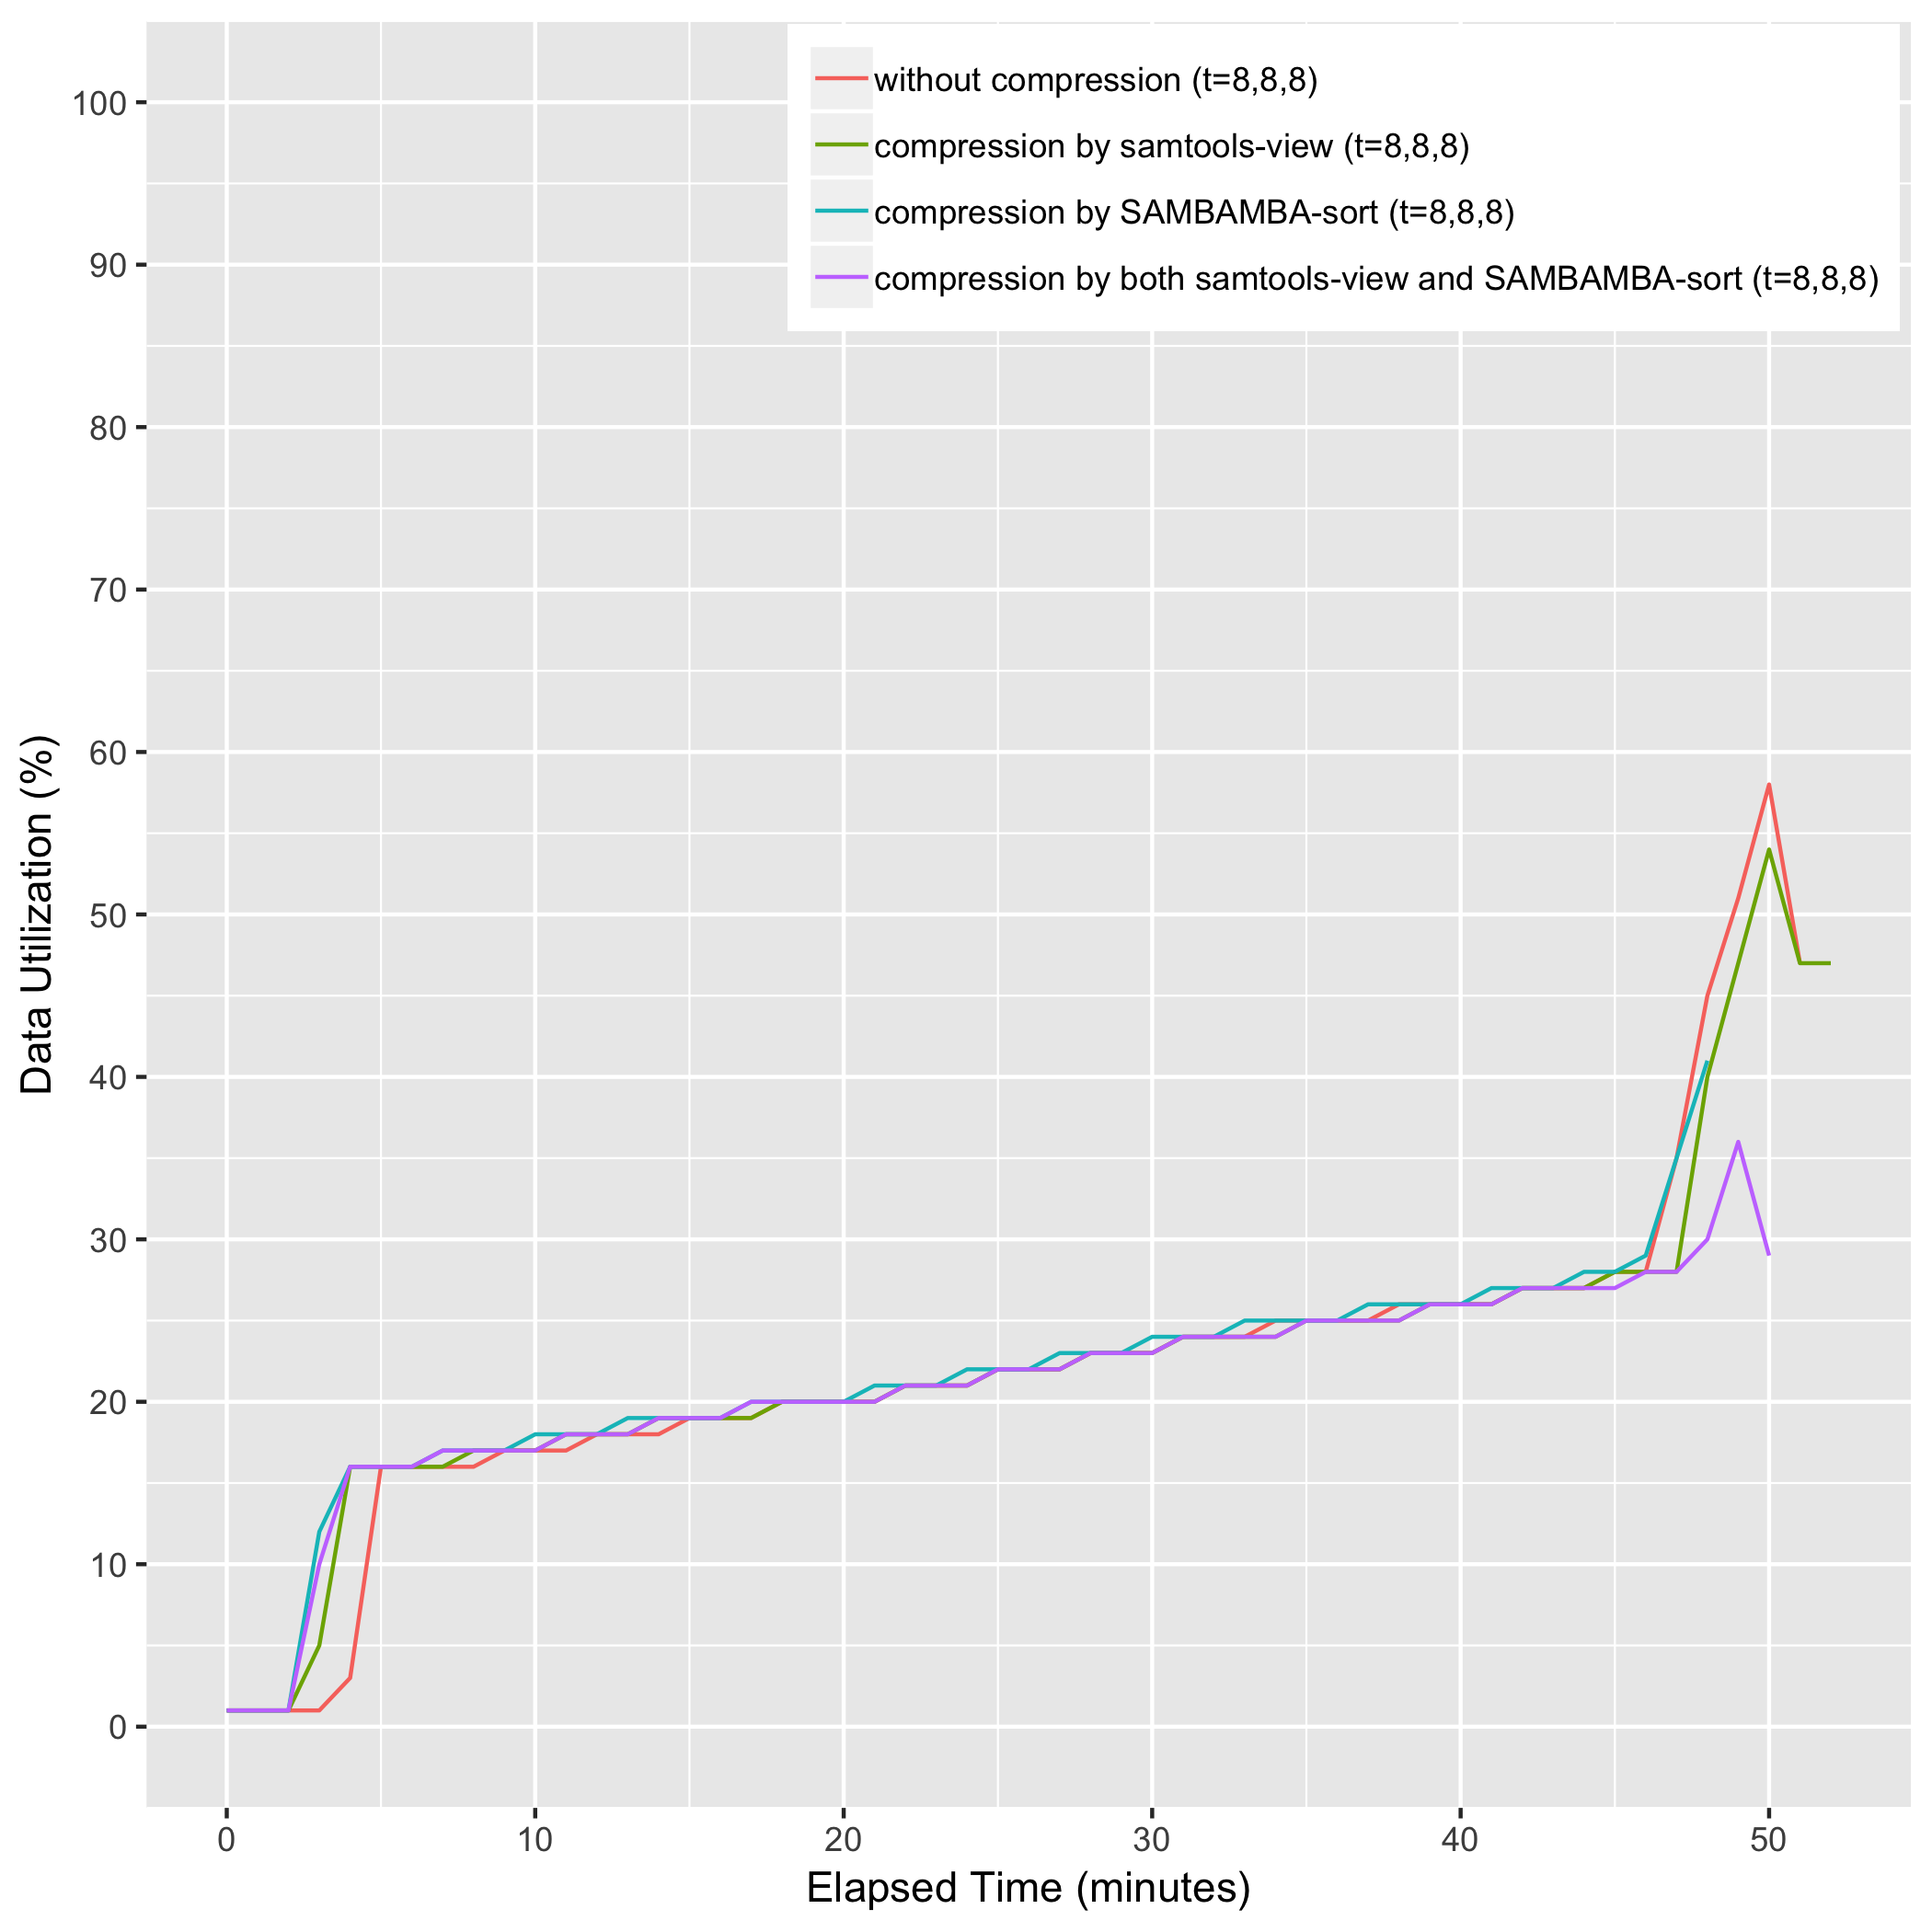 without compression (t=8,8,8)
compression by samtools-view (t=8,8,8)
compression by SAMBAMBA-sort (t=8,8,8)
compression by both samtools-view and SAMBAMBA-sort (t=8,8,8)
100
90
80
70
60
50
40
30
20
10
0
Data Utilization (%)
0 10 20 30 40 50
Elapsed Time (minutes)